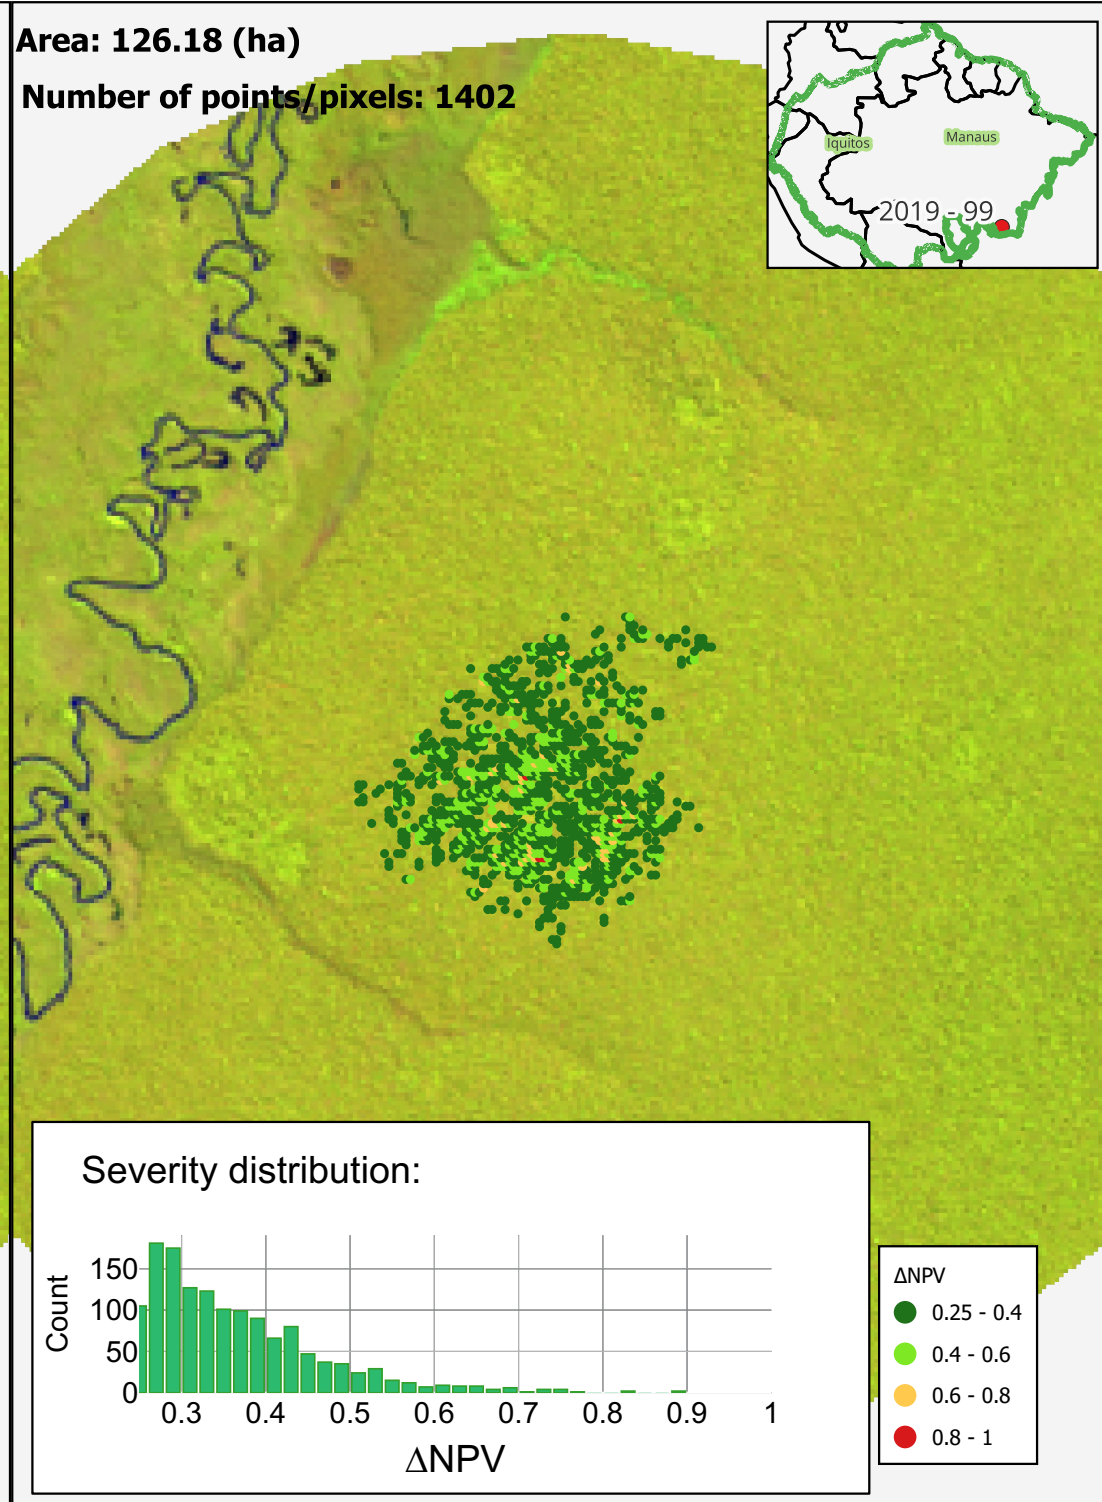 Area: 126.18 (ha)
Number of points/pixels: 1402
Iquitos
Manaus
2019 - 99
Severity distribution:
Count
150
100
50
0
0.3 0.4 0.5 0.6 0.7 0.8 0.9 1
ΔNPV
ΔNPV
0.25 - 0.4
0.4 - 0.6
0.6 - 0.8
0.8 - 1